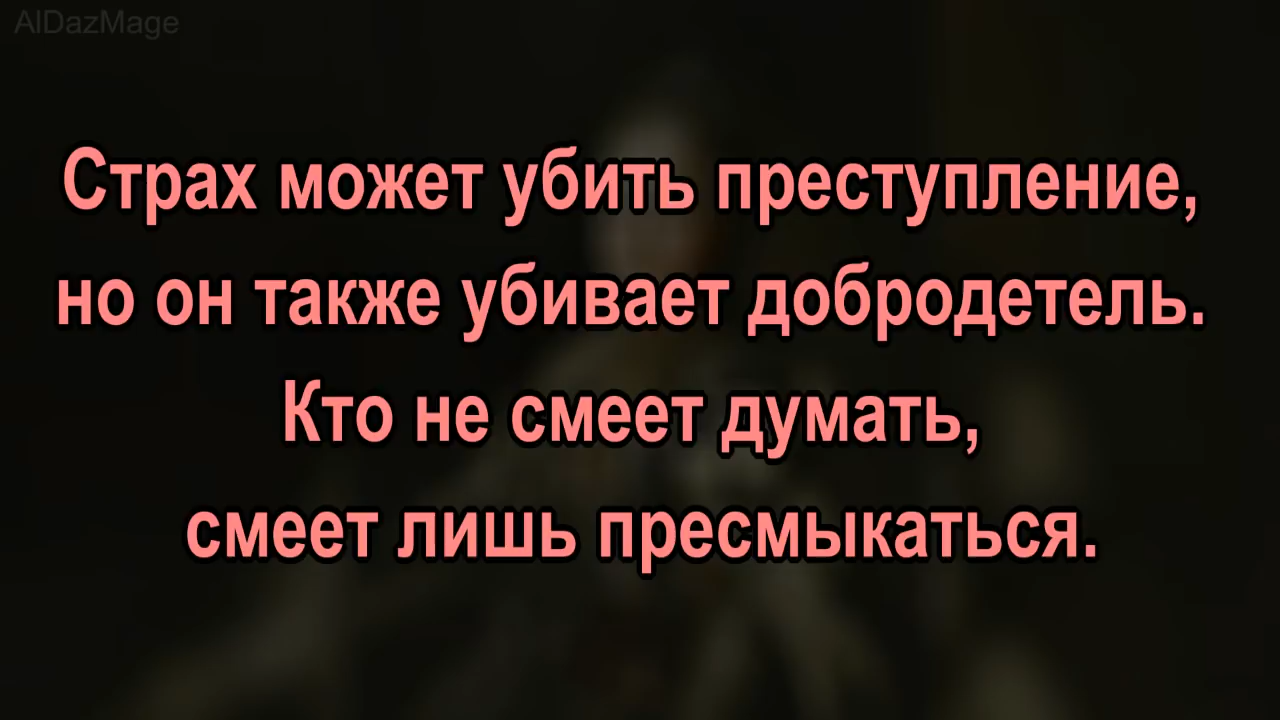 AlDazMage
Страх может убить преступление,
но он также убивает добродетель.
Кто не смеет думать,
смеет лишь пресмыкаться.